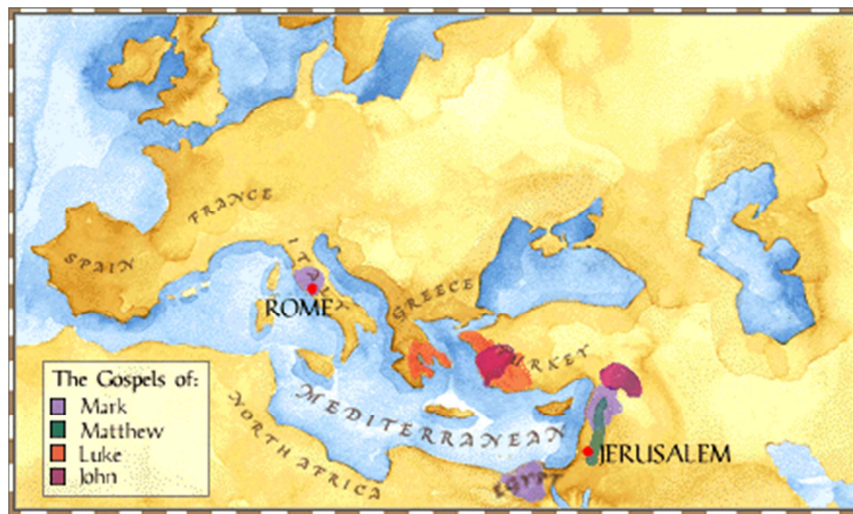 FRANCE
SPAIN
ITALY
ROME
GREECE
TURKEY
MEDITERRANEAN
NORTH AFRICA
EGYPT
JERUSALEM
The Gospels of:
Mark
Matthew
Luke
John